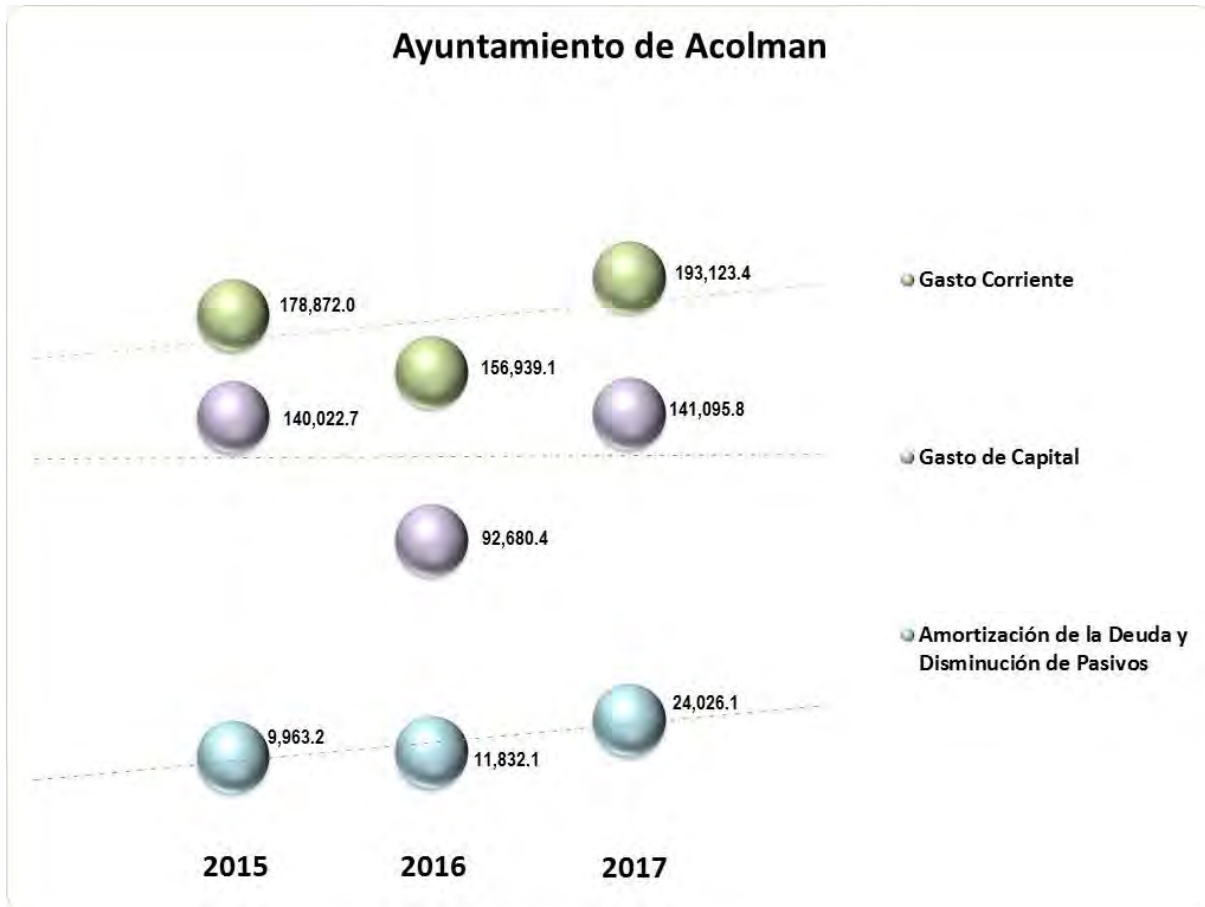 Ayuntamiento de Acolman
193,123.4
Gasto Corriente
178,872.0
156,939.1
141,095.8
140,022.7
Gasto de Capital
92,680.4
Amortización de la Deuda y
Disminución de Pasivos
24,026.1
9,963.2
11,832.1
2015
2016
2017